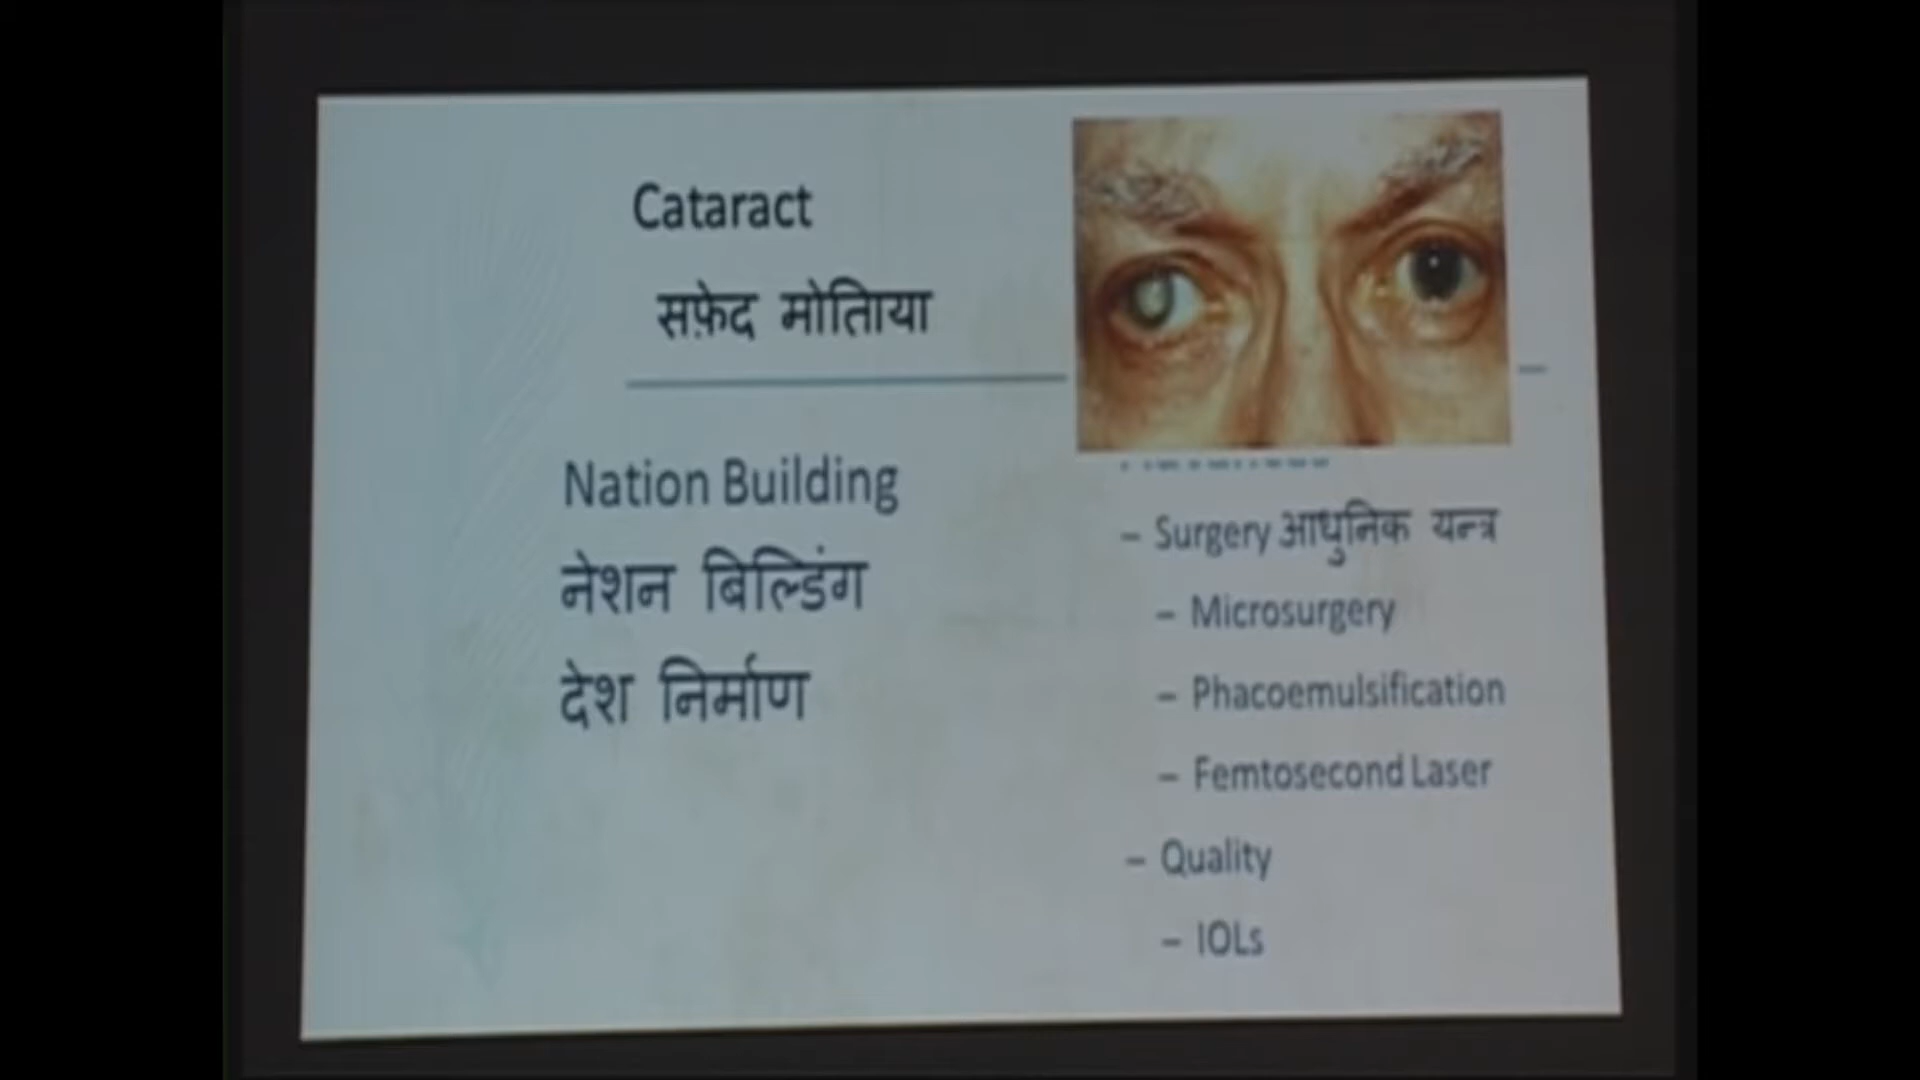 Cataract
सफ़ेद मोतिाया
Nation Building
नेशन बिल्डिंग
देश निर्माण
– Surgery आधुनिक यन्त्र
– Microsurgery
– Phacoemulsification
– Femtosecond Laser
– Quality
– IOLs